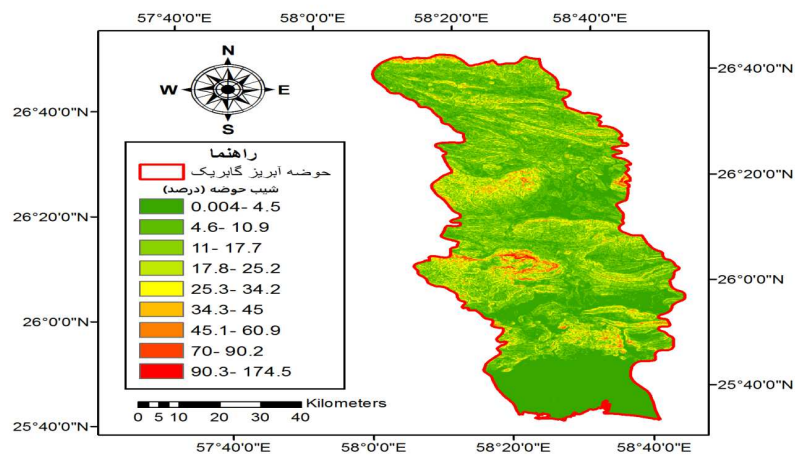 57°40'0"E 58°0'0"E 58°20'0"E 58°40'0"E
N
W E
S
26°40'0"N
26°20'0"N
26°0'0"N
25°40'0"N
راهنما
حوضه آبریز گابریک
شیب حوضه (درصد)
0.004- 4.5
4.6- 10.9
11- 17.7
17.8- 25.2
25.3- 34.2
34.3- 45
45.1- 60.9
70- 90.2
90.3- 174.5
Kilometers
0 5 10 20 30 40
26°40'0"N
26°20'0"N
26°0'0"N
25°40'0"N
57°40'0"E 58°0'0"E 58°20'0"E 58°40'0"E